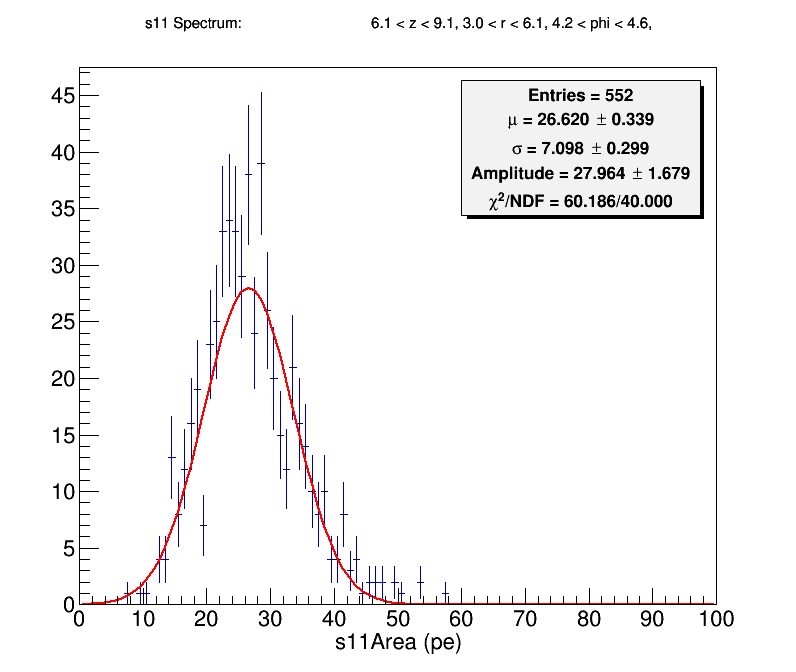 s11 Spectrum: 6.1 < z < 9.1, 3.0 < r < 6.1, 4.2 < phi < 4.6,
Entries = 552
μ = 26.620 ± 0.339
σ = 7.098 ± 0.299
Amplitude = 27.964 ± 1.679
χ²/NDF = 60.186/40.000
45
40
35
30
25
20
15
10
5
0
0 10 20 30 40 50 60 70 80 90 100
s11Area (pe)